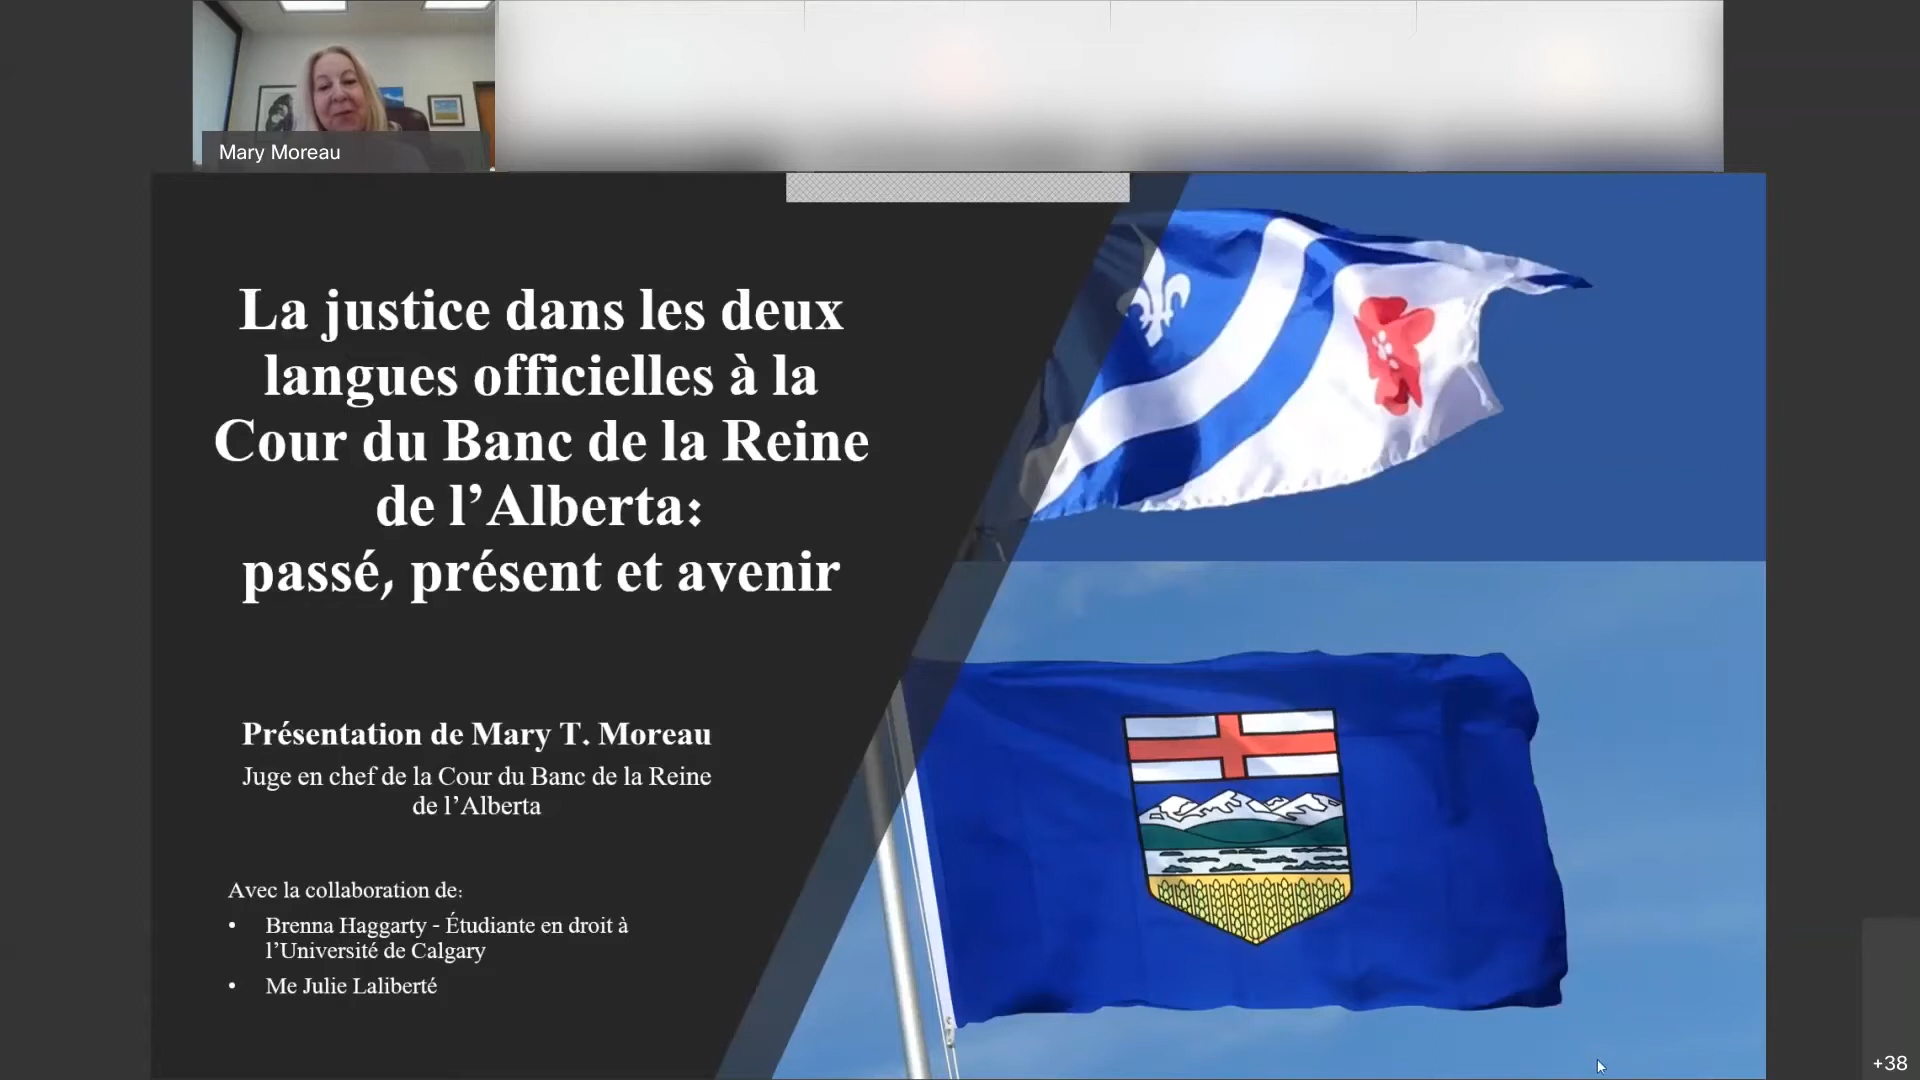 Mary Moreau
La justice dans les deux
langues officielles à la
Cour du Banc de la Reine
de l’Alberta:
passé, présent et avenir
Présentation de Mary T. Moreau
Juge en chef de la Cour du Banc de la Reine
de l’Alberta
Avec la collaboration de:
• Brenna Haggarty - Étudiante en droit à
l’Université de Calgary
• Me Julie Laliberté
+38